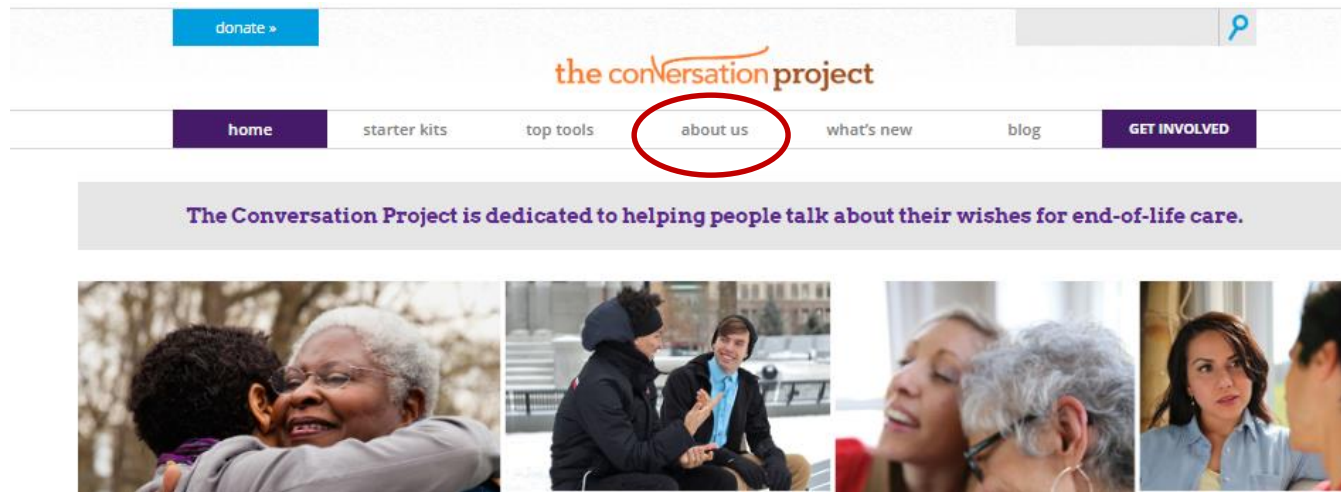 donate »
the conversation project
home starter kits top tools about us what's new blog GET INVOLVED
The Conversation Project is dedicated to helping people talk about their wishes for end-of-life care.